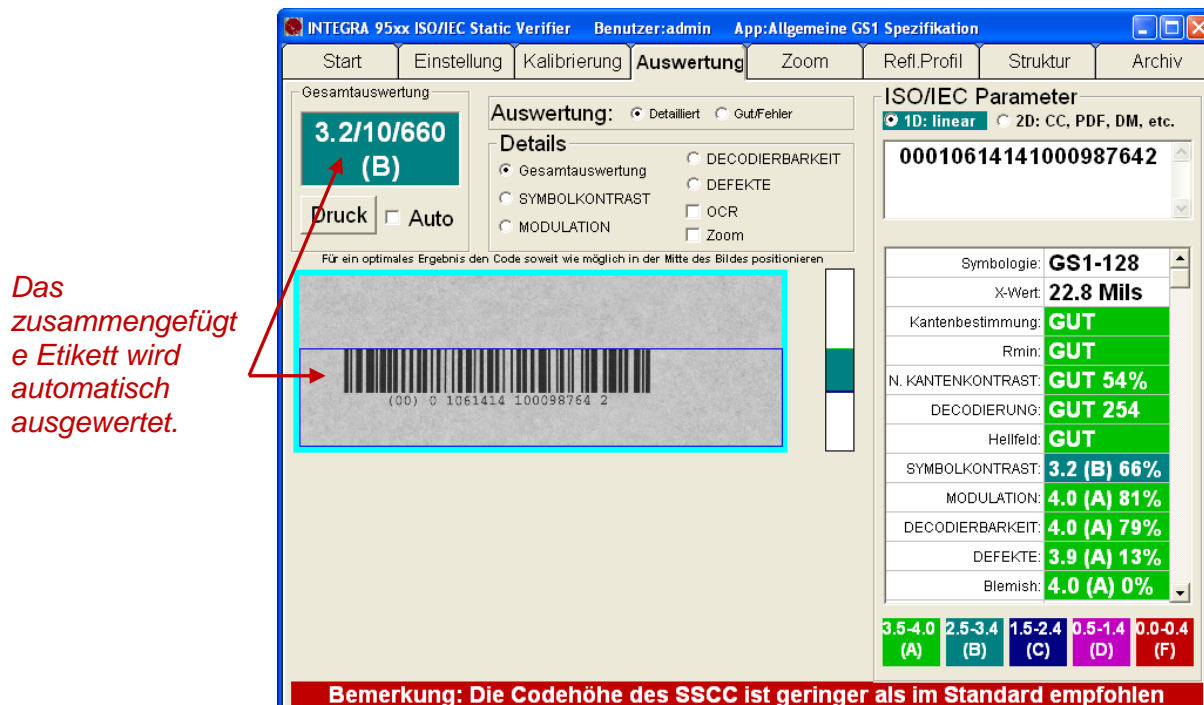 INTEGRA 95xx ISO/IEC Static Verifier Benutzer:admin App:Allgemeine GS1 Spezifikation
Start Einstellung Kalibrierung Auswertung Zoom Refl.Profil Struktur Archiv
Gesamtauswertung
3.2/10/660
(B)
Druck Auto
Auswertung: Detailliert Gut/Fehler
Details
Gesamtauswertung
SYMBOLKONTRAST
MODULATION
DECODIERBARKEIT
DEFEKTE
OCR
Zoom
Für ein optimales Ergebnis den Code soweit wie möglich in der Mitte des Bildes positionieren
(00) 0 1061414 100098764 2
Das
zusammengefügt
e Etikett wird
automatisch
ausgewertet.
ISO/IEC Parameter
1D: linear 2D: CC, PDF, DM, etc.
00010614141000987642
Symbologie: GS1-128
X-Wert: 22.8 Mils
Kantenbestimmung: GUT
Rmin: GUT
N. KANTENKONTRAST: GUT 54%
DECODIERUNG: GUT 254
Hellfeld: GUT
SYMBOLKONTRAST: 3.2 (B) 66%
MODULATION: 4.0 (A) 81%
DECODIERBARKEIT: 4.0 (A) 79%
DEFEKTE: 3.9 (A) 13%
Blemish: 4.0 (A) 0%
3.5-4.0 2.5-3.4 1.5-2.4 0.5-1.4 0.0-0.4
(A) (B) (C) (D) (F)
Bemerkung: Die Codehöhe des SSCC ist geringer als im Standard empfohlen